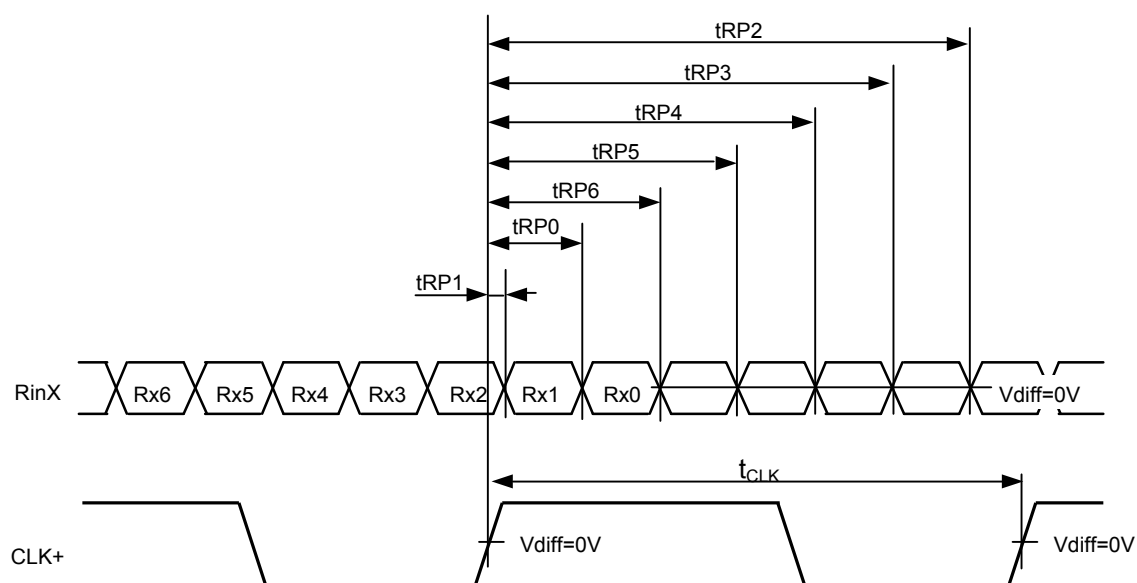 tRP2
tRP3
tRP4
tRP5
tRP6
tRP0
tRP1
RinX Rx6 Rx5 Rx4 Rx3 Rx2 Rx1 Rx0 Vdiff=0V
tCLK
CLK+ Vdiff=0V Vdiff=0V